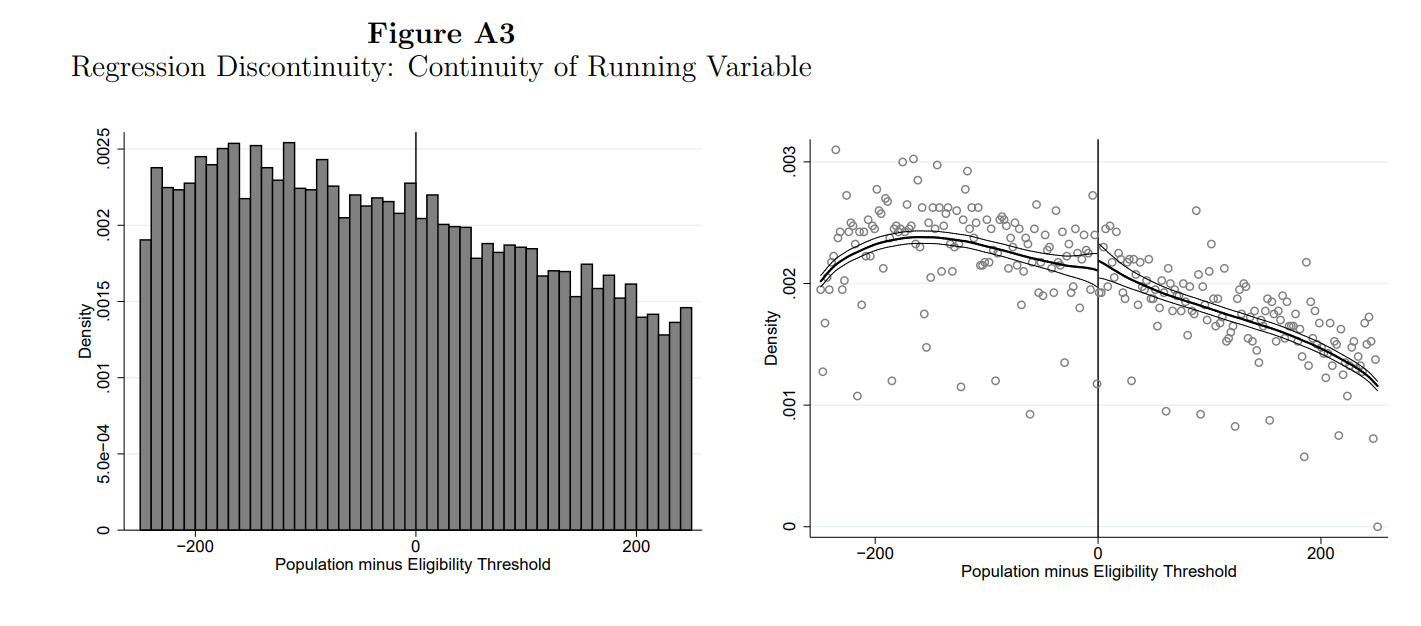 Figure A3
Regression Discontinuity: Continuity of Running Variable
Density
0
5.0e−04
.001
.0015
.002
.0025
−200
0
200
Population minus Eligibility Threshold
Density
0
.001
.002
.003
−200
0
200
Population minus Eligibility Threshold